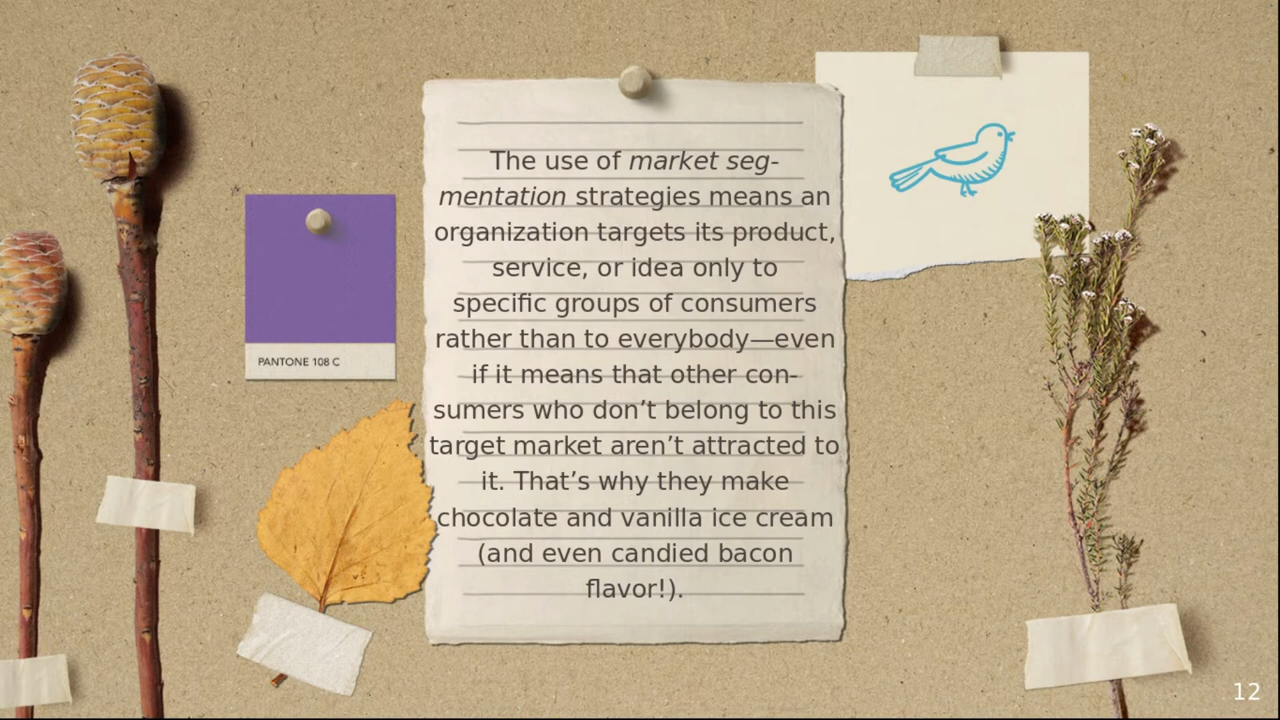 The use of market seg-
mentation strategies means an
organization targets its product,
service, or idea only to
specific groups of consumers
rather than to everybody—even
if it means that other con-
sumers who don’t belong to this
target market aren’t attracted to
it. That’s why they make
chocolate and vanilla ice cream
(and even candied bacon
flavor!).
PANTONE 108 C
12